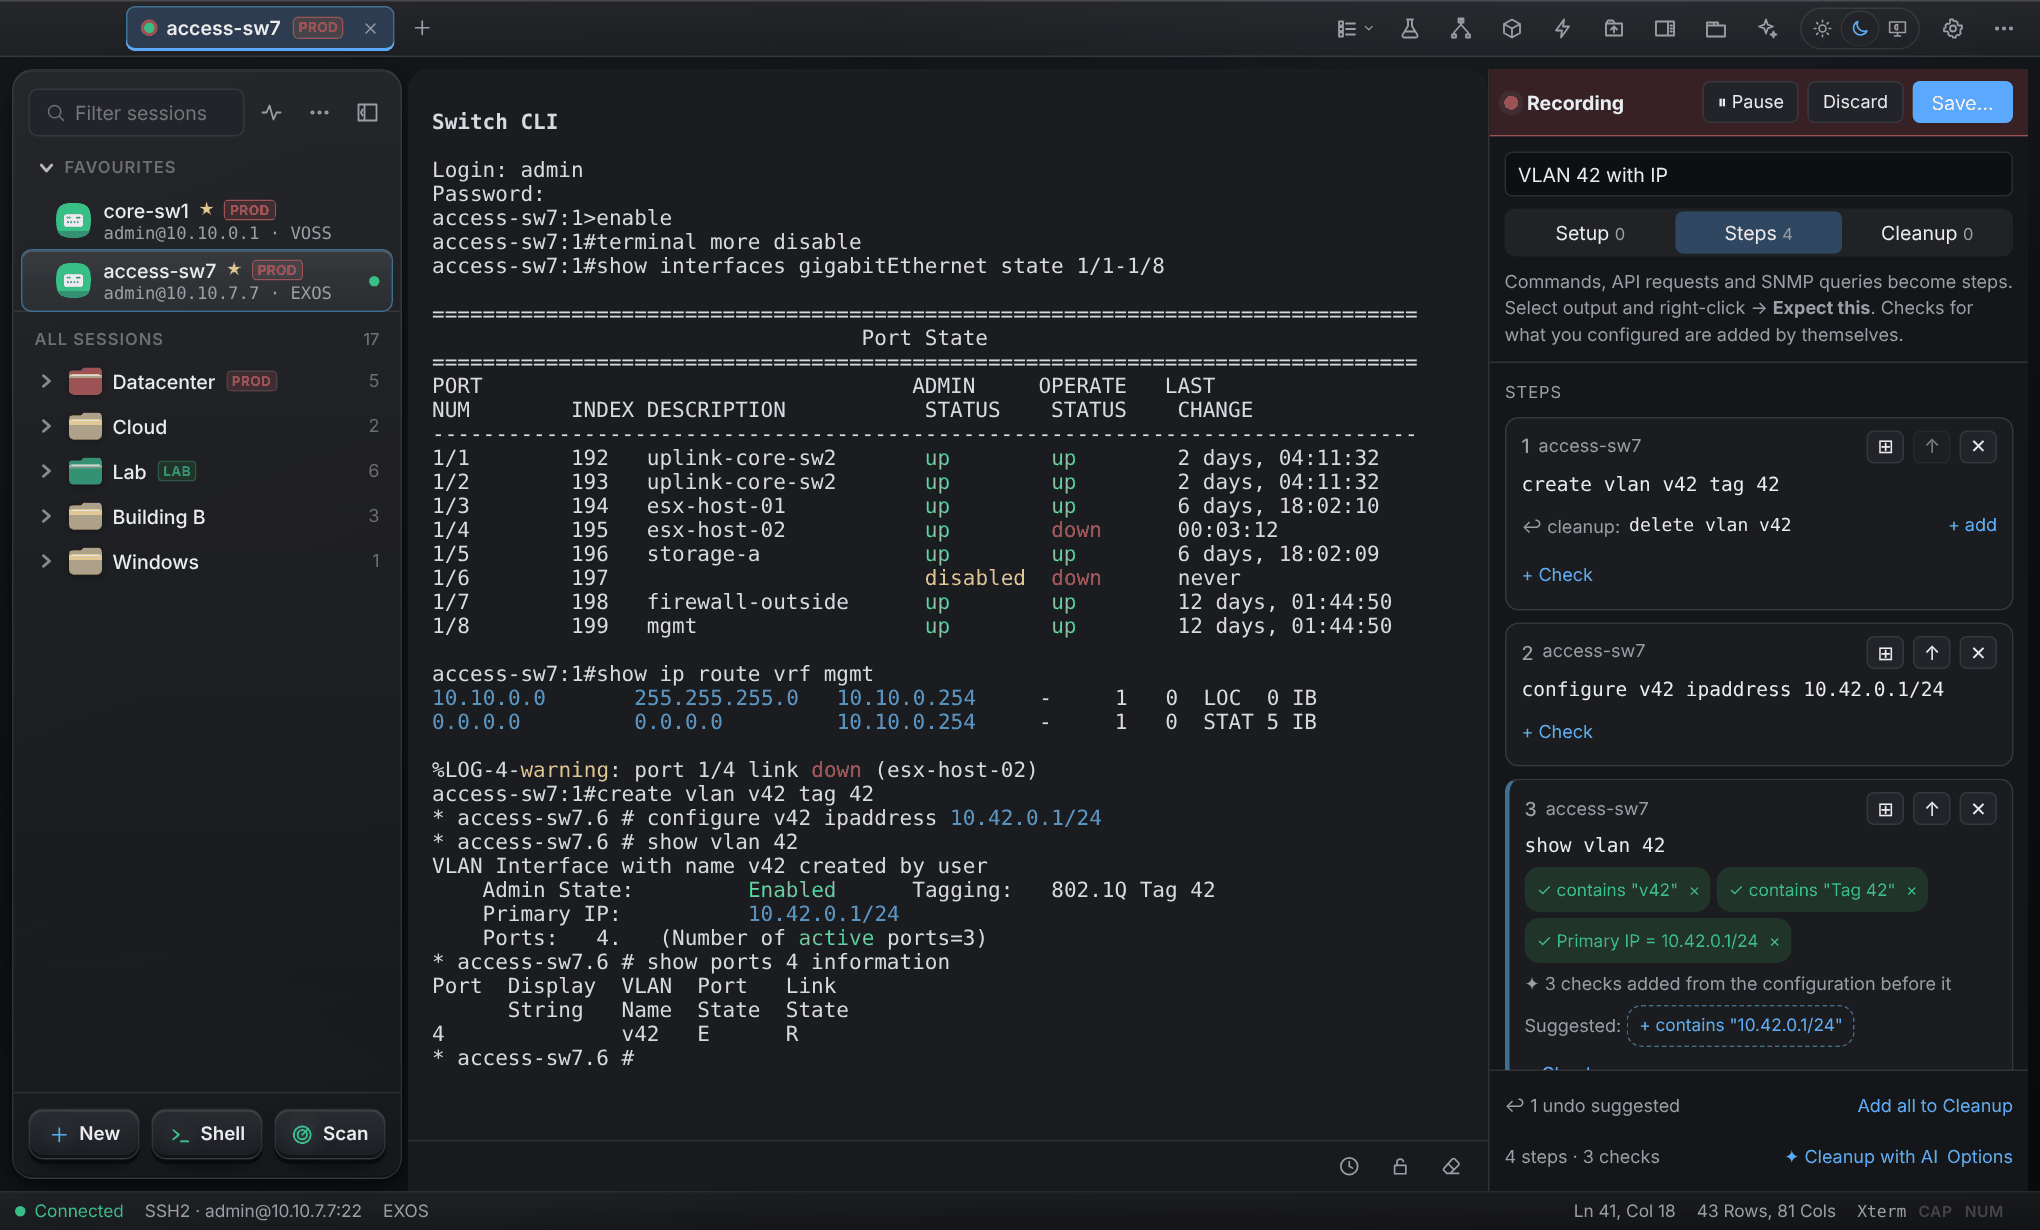 access-sw7 PROD
Filter sessions
FAVOURITES
core-sw1 ★ PROD
admin@10.10.0.1 · VOSS
access-sw7 ★ PROD
admin@10.10.7.7 · EXOS
ALL SESSIONS 17
Datacenter PROD 5
Cloud 2
Lab LAB 6
Building B 3
Windows 1
+ New
>_ Shell
Scan
Switch CLI
Login: admin
Password:
access-sw7:1>enable
access-sw7:1#terminal more disable
access-sw7:1#show interfaces gigabitEthernet state 1/1-1/8
==============================================================================
Port State
==============================================================================
PORT ADMIN OPERATE LAST
NUM INDEX DESCRIPTION STATUS STATUS CHANGE
------------------------------------------------------------------------------
1/1 192 uplink-core-sw2 up up 2 days, 04:11:32
1/2 193 uplink-core-sw2 up up 2 days, 04:11:32
1/3 194 esx-host-01 up up 6 days, 18:02:10
1/4 195 esx-host-02 up down 00:03:12
1/5 196 storage-a up up 6 days, 18:02:09
1/6 197 disabled down never
1/7 198 firewall-outside up up 12 days, 01:44:50
1/8 199 mgmt up up 12 days, 01:44:50
access-sw7:1#show ip route vrf mgmt
10.10.0.0 255.255.255.0 10.10.0.254 - 1 0 LOC 0 IB
0.0.0.0 0.0.0.0 10.10.0.254 - 1 0 STAT 5 IB
%LOG-4-warning: port 1/4 link down (esx-host-02)
access-sw7:1#create vlan v42 tag 42
* access-sw7.6 # configure v42 ipaddress 10.42.0.1/24
* access-sw7.6 # show vlan 42
VLAN Interface with name v42 created by user
Admin State: Enabled Tagging: 802.1Q Tag 42
Primary IP: 10.42.0.1/24
Ports: 4. (Number of active ports=3)
* access-sw7.6 # show ports 4 information
Port Display VLAN Port Link
String Name State State
4 v42 E R
* access-sw7.6 #
Recording
Pause
Discard
Save...
VLAN 42 with IP
Setup 0
Steps 4
Cleanup 0
Commands, API requests and SNMP queries become steps.
Select output and right-click → Expect this. Checks for
what you configured are added by themselves.
STEPS
1 access-sw7
create vlan v42 tag 42
↩ cleanup: delete vlan v42 + add
+ Check
2 access-sw7
configure v42 ipaddress 10.42.0.1/24
+ Check
3 access-sw7
show vlan 42
✓ contains "v42" ×
✓ contains "Tag 42" ×
✓ Primary IP = 10.42.0.1/24 ×
✦ 3 checks added from the configuration before it
Suggested: + contains "10.42.0.1/24"
↩ 1 undo suggested Add all to Cleanup
4 steps · 3 checks ✦ Cleanup with AI Options
Connected SSH2 · admin@10.10.7.7:22 EXOS
Ln 41, Col 18 43 Rows, 81 Cols Xterm CAP NUM